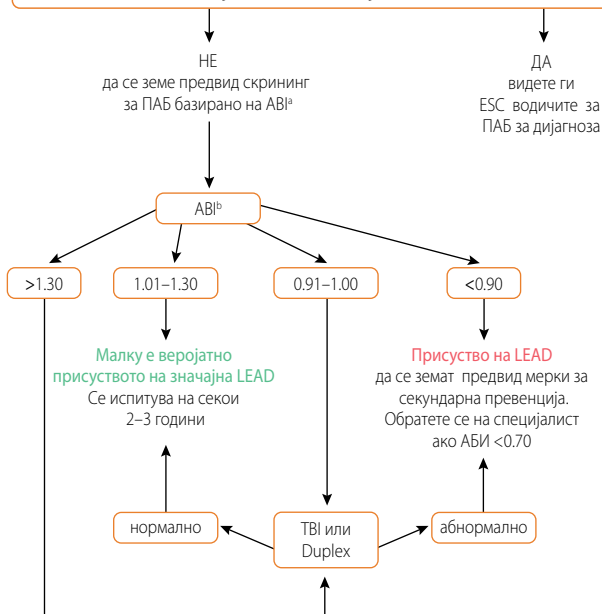 НЕ
да се земе предвид скрининг
за ПАБ базирано на ABIᵃ
ДА
видете ги
ESC водичите за
ПАБ за дијагноза
ABIᵇ
>1.30
1.01–1.30
0.91–1.00
<0.90
Малку е веројатно
присуството на значајна LEAD
Се испитува на секои
2–3 години
Присуство на LEAD
да се земат предвид мерки за
секундарна превенција.
Обратете се на специјалист
ако АБИ <0.70
нормално
TBI или
Duplex
абнормално